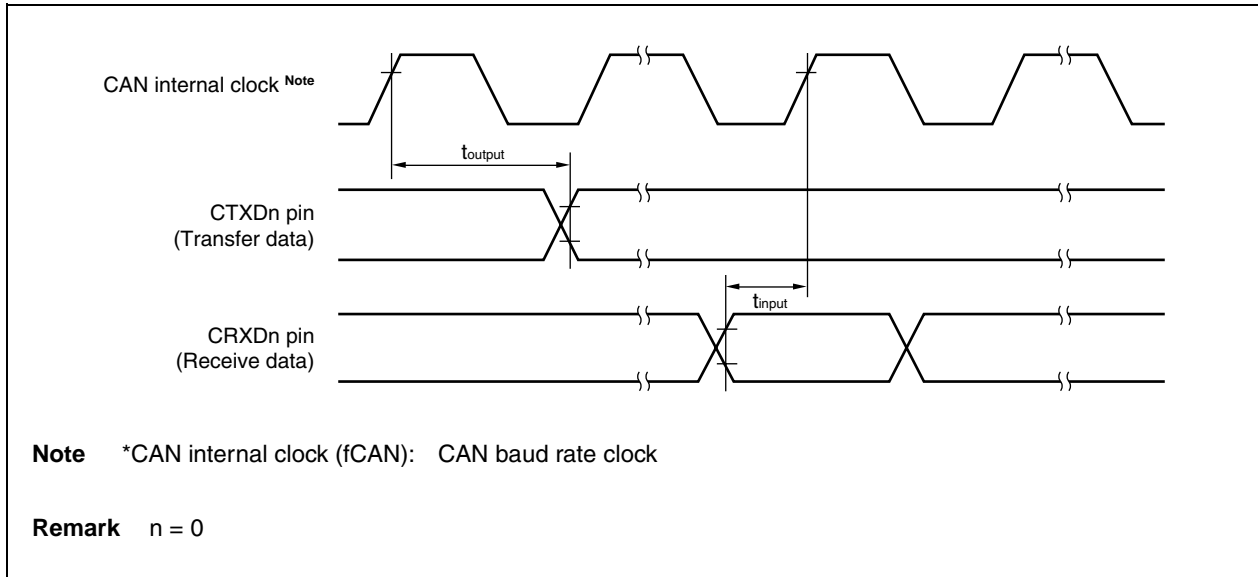 CAN internal clock Note
toutput
CTXDn pin
(Transfer data)
tinput
CRXDn pin
(Receive data)
Note *CAN internal clock (fCAN): CAN baud rate clock
Remark n = 0